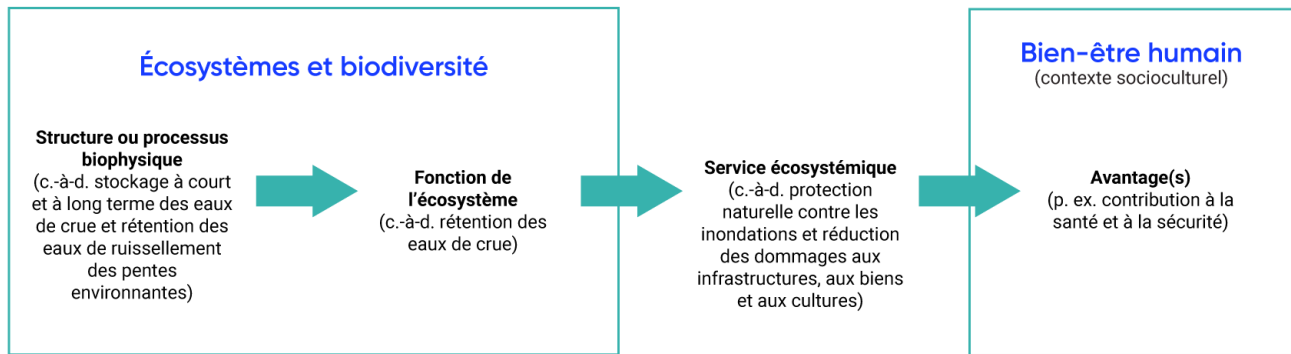 Écosystèmes et biodiversité
Structure ou processus
biophysique
(c.-à-d. stockage à court
et à long terme des eaux
de crue et rétention des
eaux de ruissellement
des pentes
environnantes)
Fonction de
l’écosystème
(c.-à-d. rétention des
eaux de crue)
Service écosystémique
(c.-à-d. protection
naturelle contre les
inondations et réduction
des dommages aux
infrastructures, aux biens
et aux cultures)
Bien-être humain
(contexte socioculturel)
Avantage(s)
(p. ex. contribution à la
santé et à la sécurité)